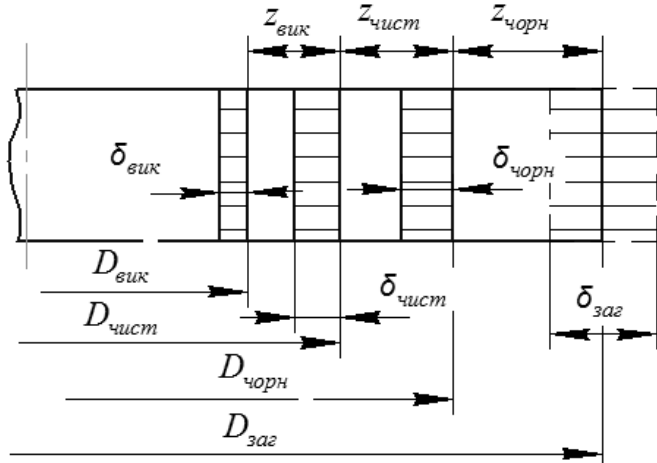 z_вик z_чист z_чорн
δ_вик δ_чорн
D_вик
δ_чист δ_заг
D_чист
D_чорн
D_заг